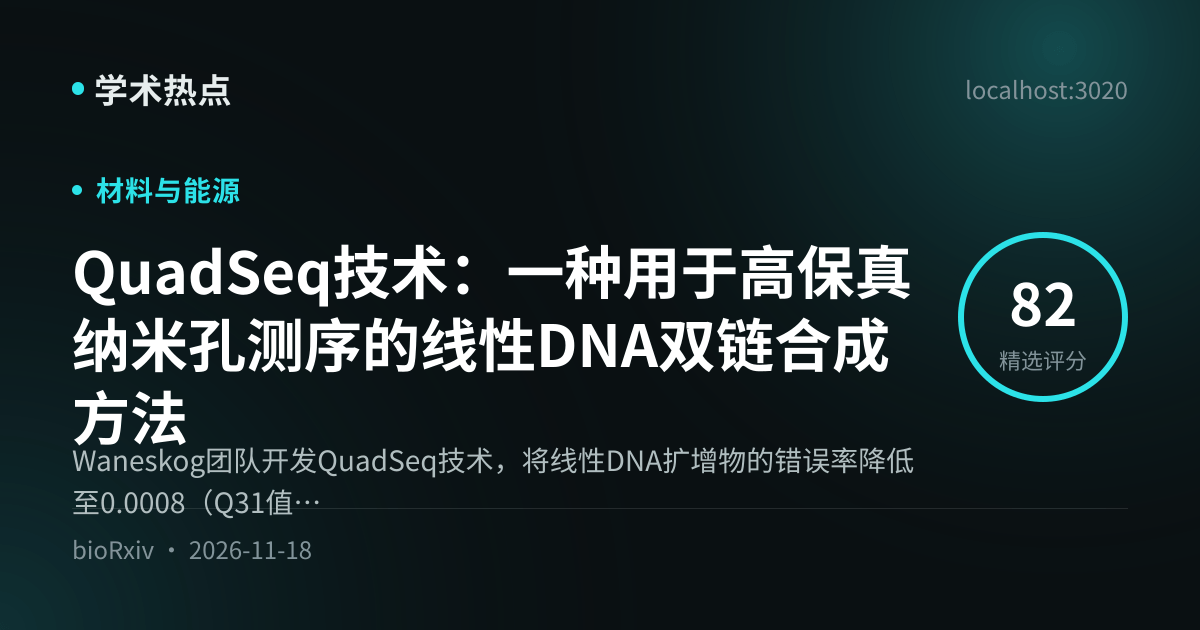 学术热点
localhost:3020
材料与能源
QuadSeq技术：一种用于高保真
纳米孔测序的线性DNA双链合成
方法
82
精选评分
Waneskog团队开发QuadSeq技术，将线性DNA扩增物的错误率降低
至0.0008（Q31值…
bioRxiv · 2026-11-18